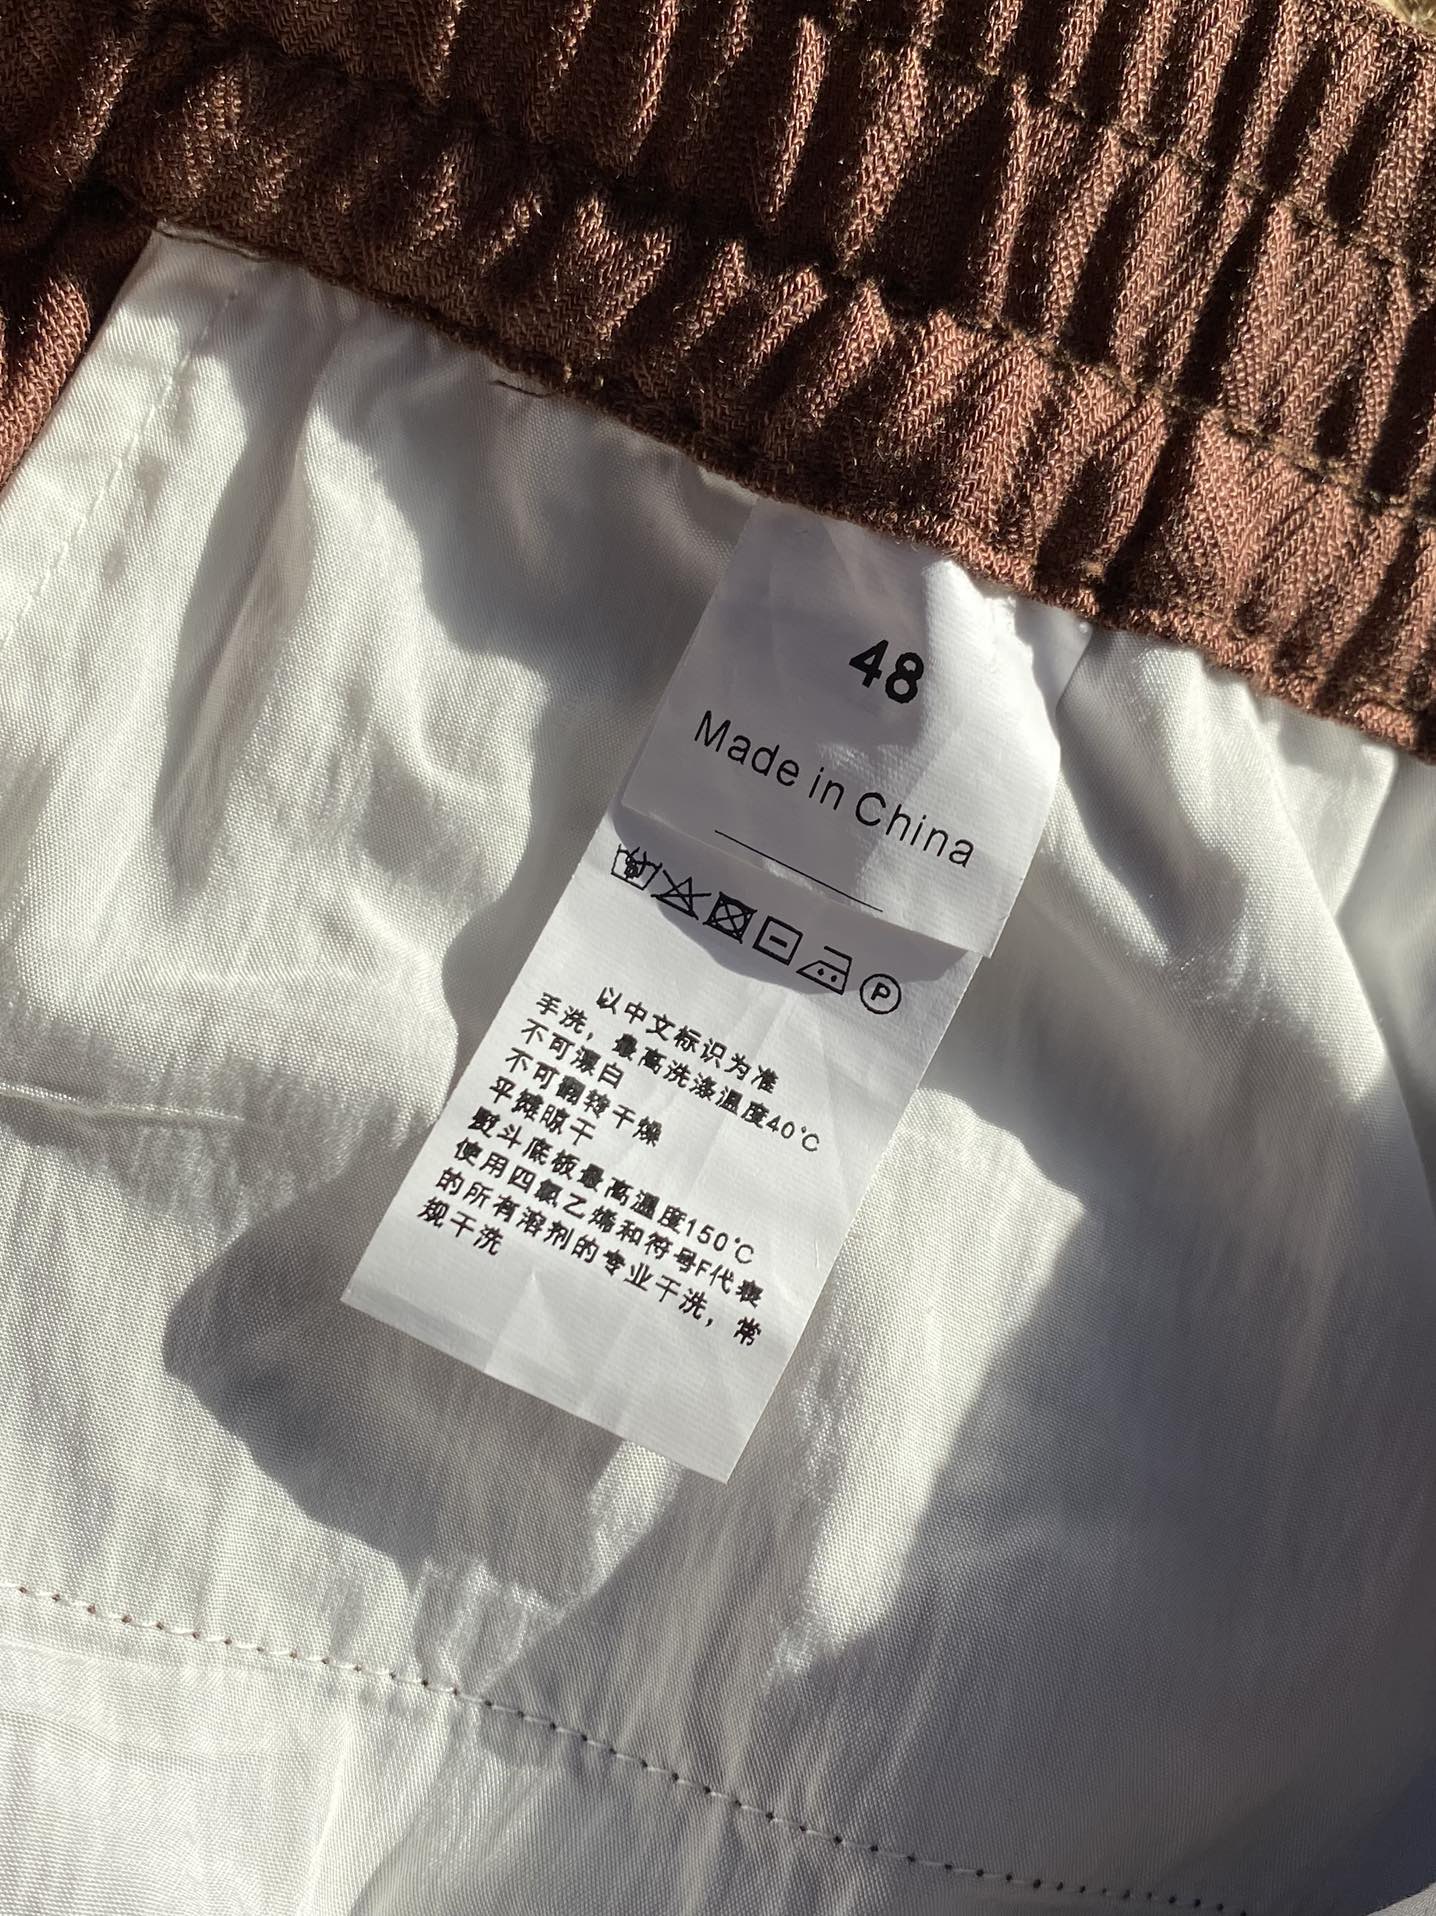 48
Made in China
P
以中文标识为准
手洗，最高洗涤温度40℃
不可漂白
不可翻转干燥
平摊晾干
熨斗底板最高温度150℃
使用四氯乙烯和符号F代表
的所有溶剂的专业干洗，常
规干洗